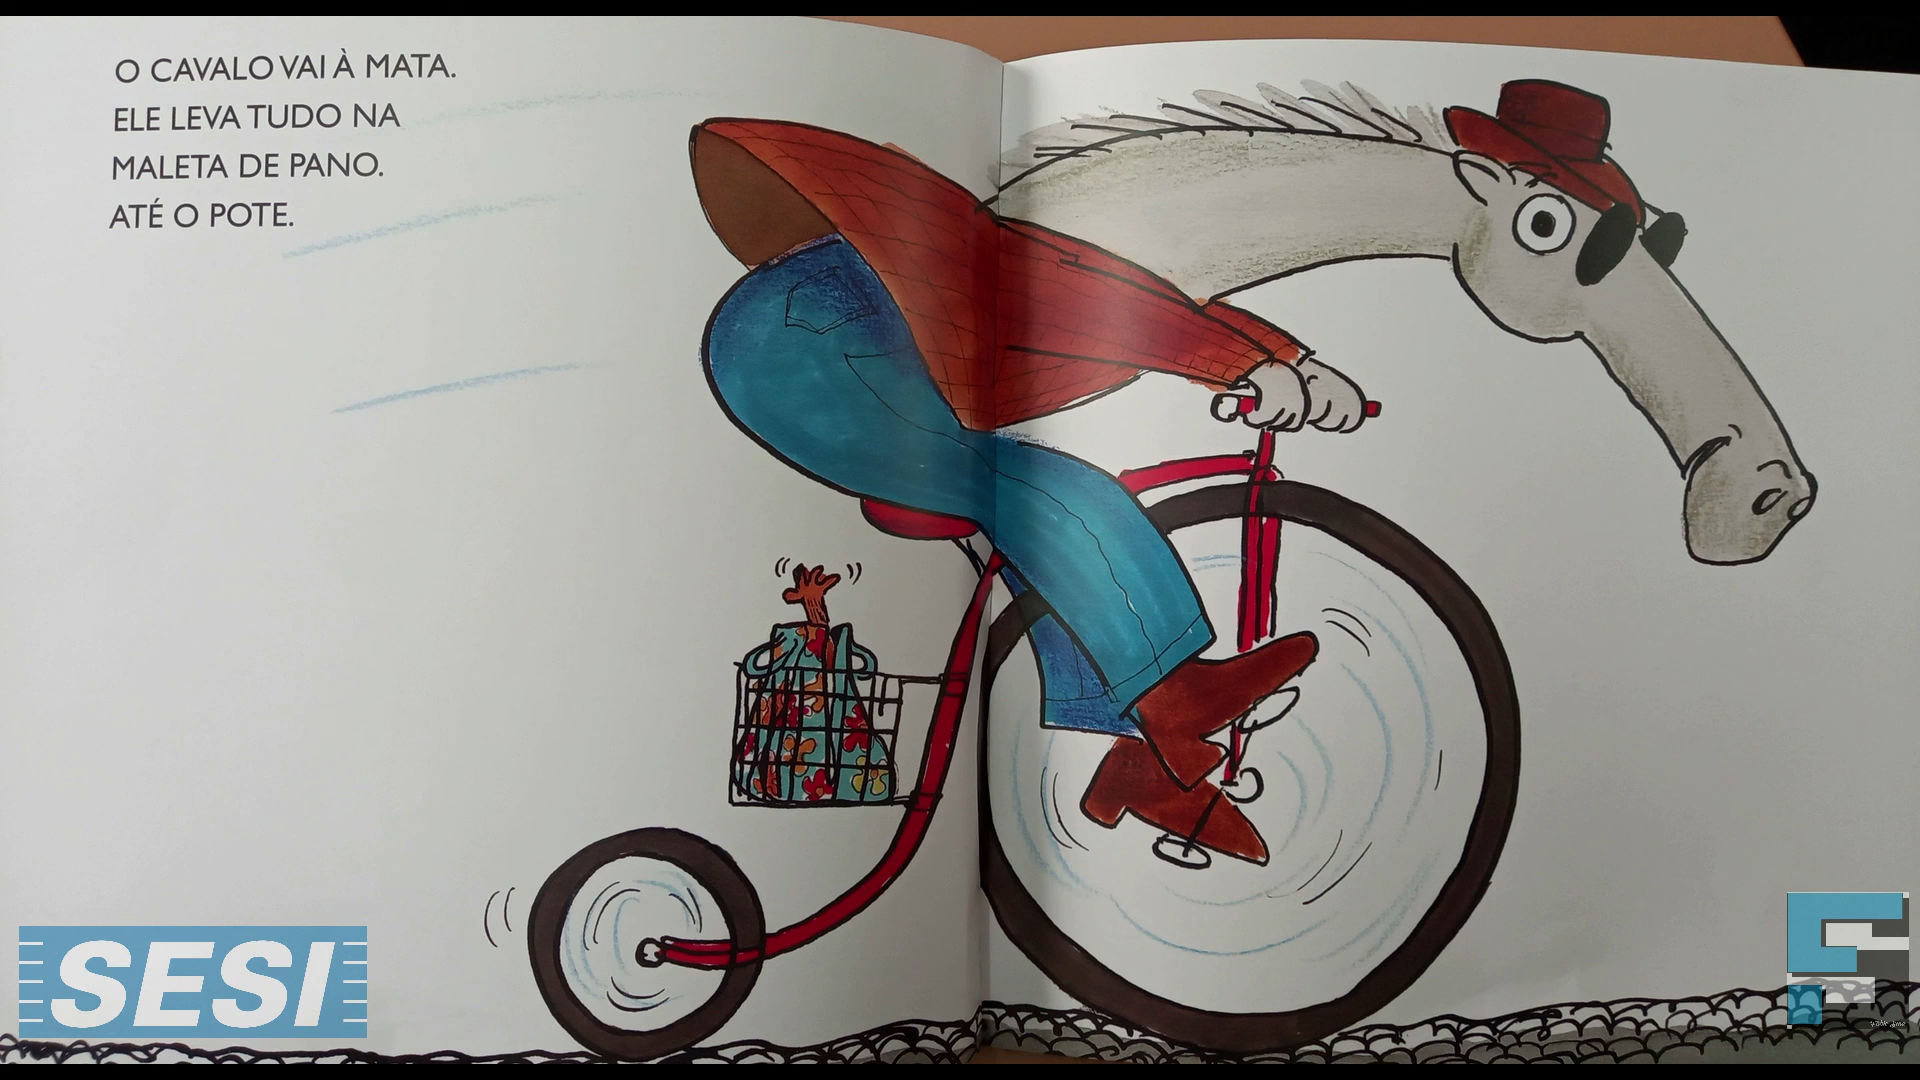 O CAVALO VAI À MATA.
ELE LEVA TUDO NA
MALETA DE PANO.
ATÉ O POTE.
SESI